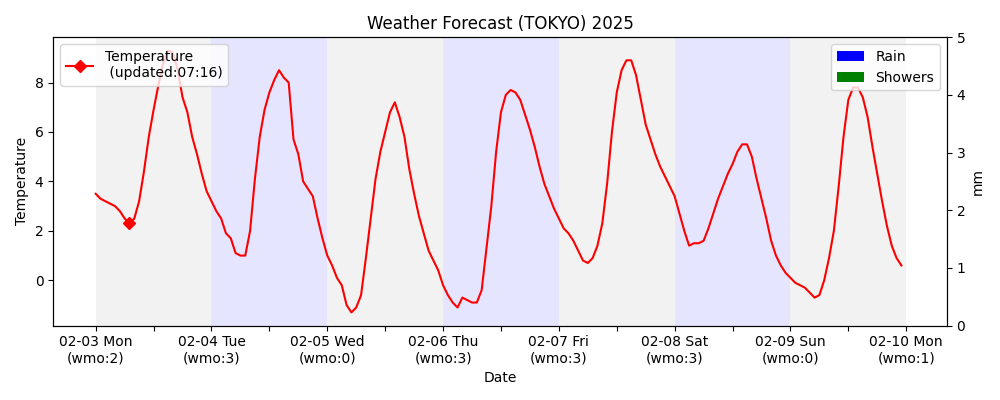 Weather Forecast (TOKYO) 2025
Temperature
(updated:07:16)
Rain
Showers
Temperature
8
6
4
2
0
5
4
3
2
1
0
mm
02-03 Mon
(wmo:2)
02-04 Tue
(wmo:3)
02-05 Wed
(wmo:0)
02-06 Thu
(wmo:3)
02-07 Fri
(wmo:3)
02-08 Sat
(wmo:3)
02-09 Sun
(wmo:0)
02-10 Mon
(wmo:1)
Date